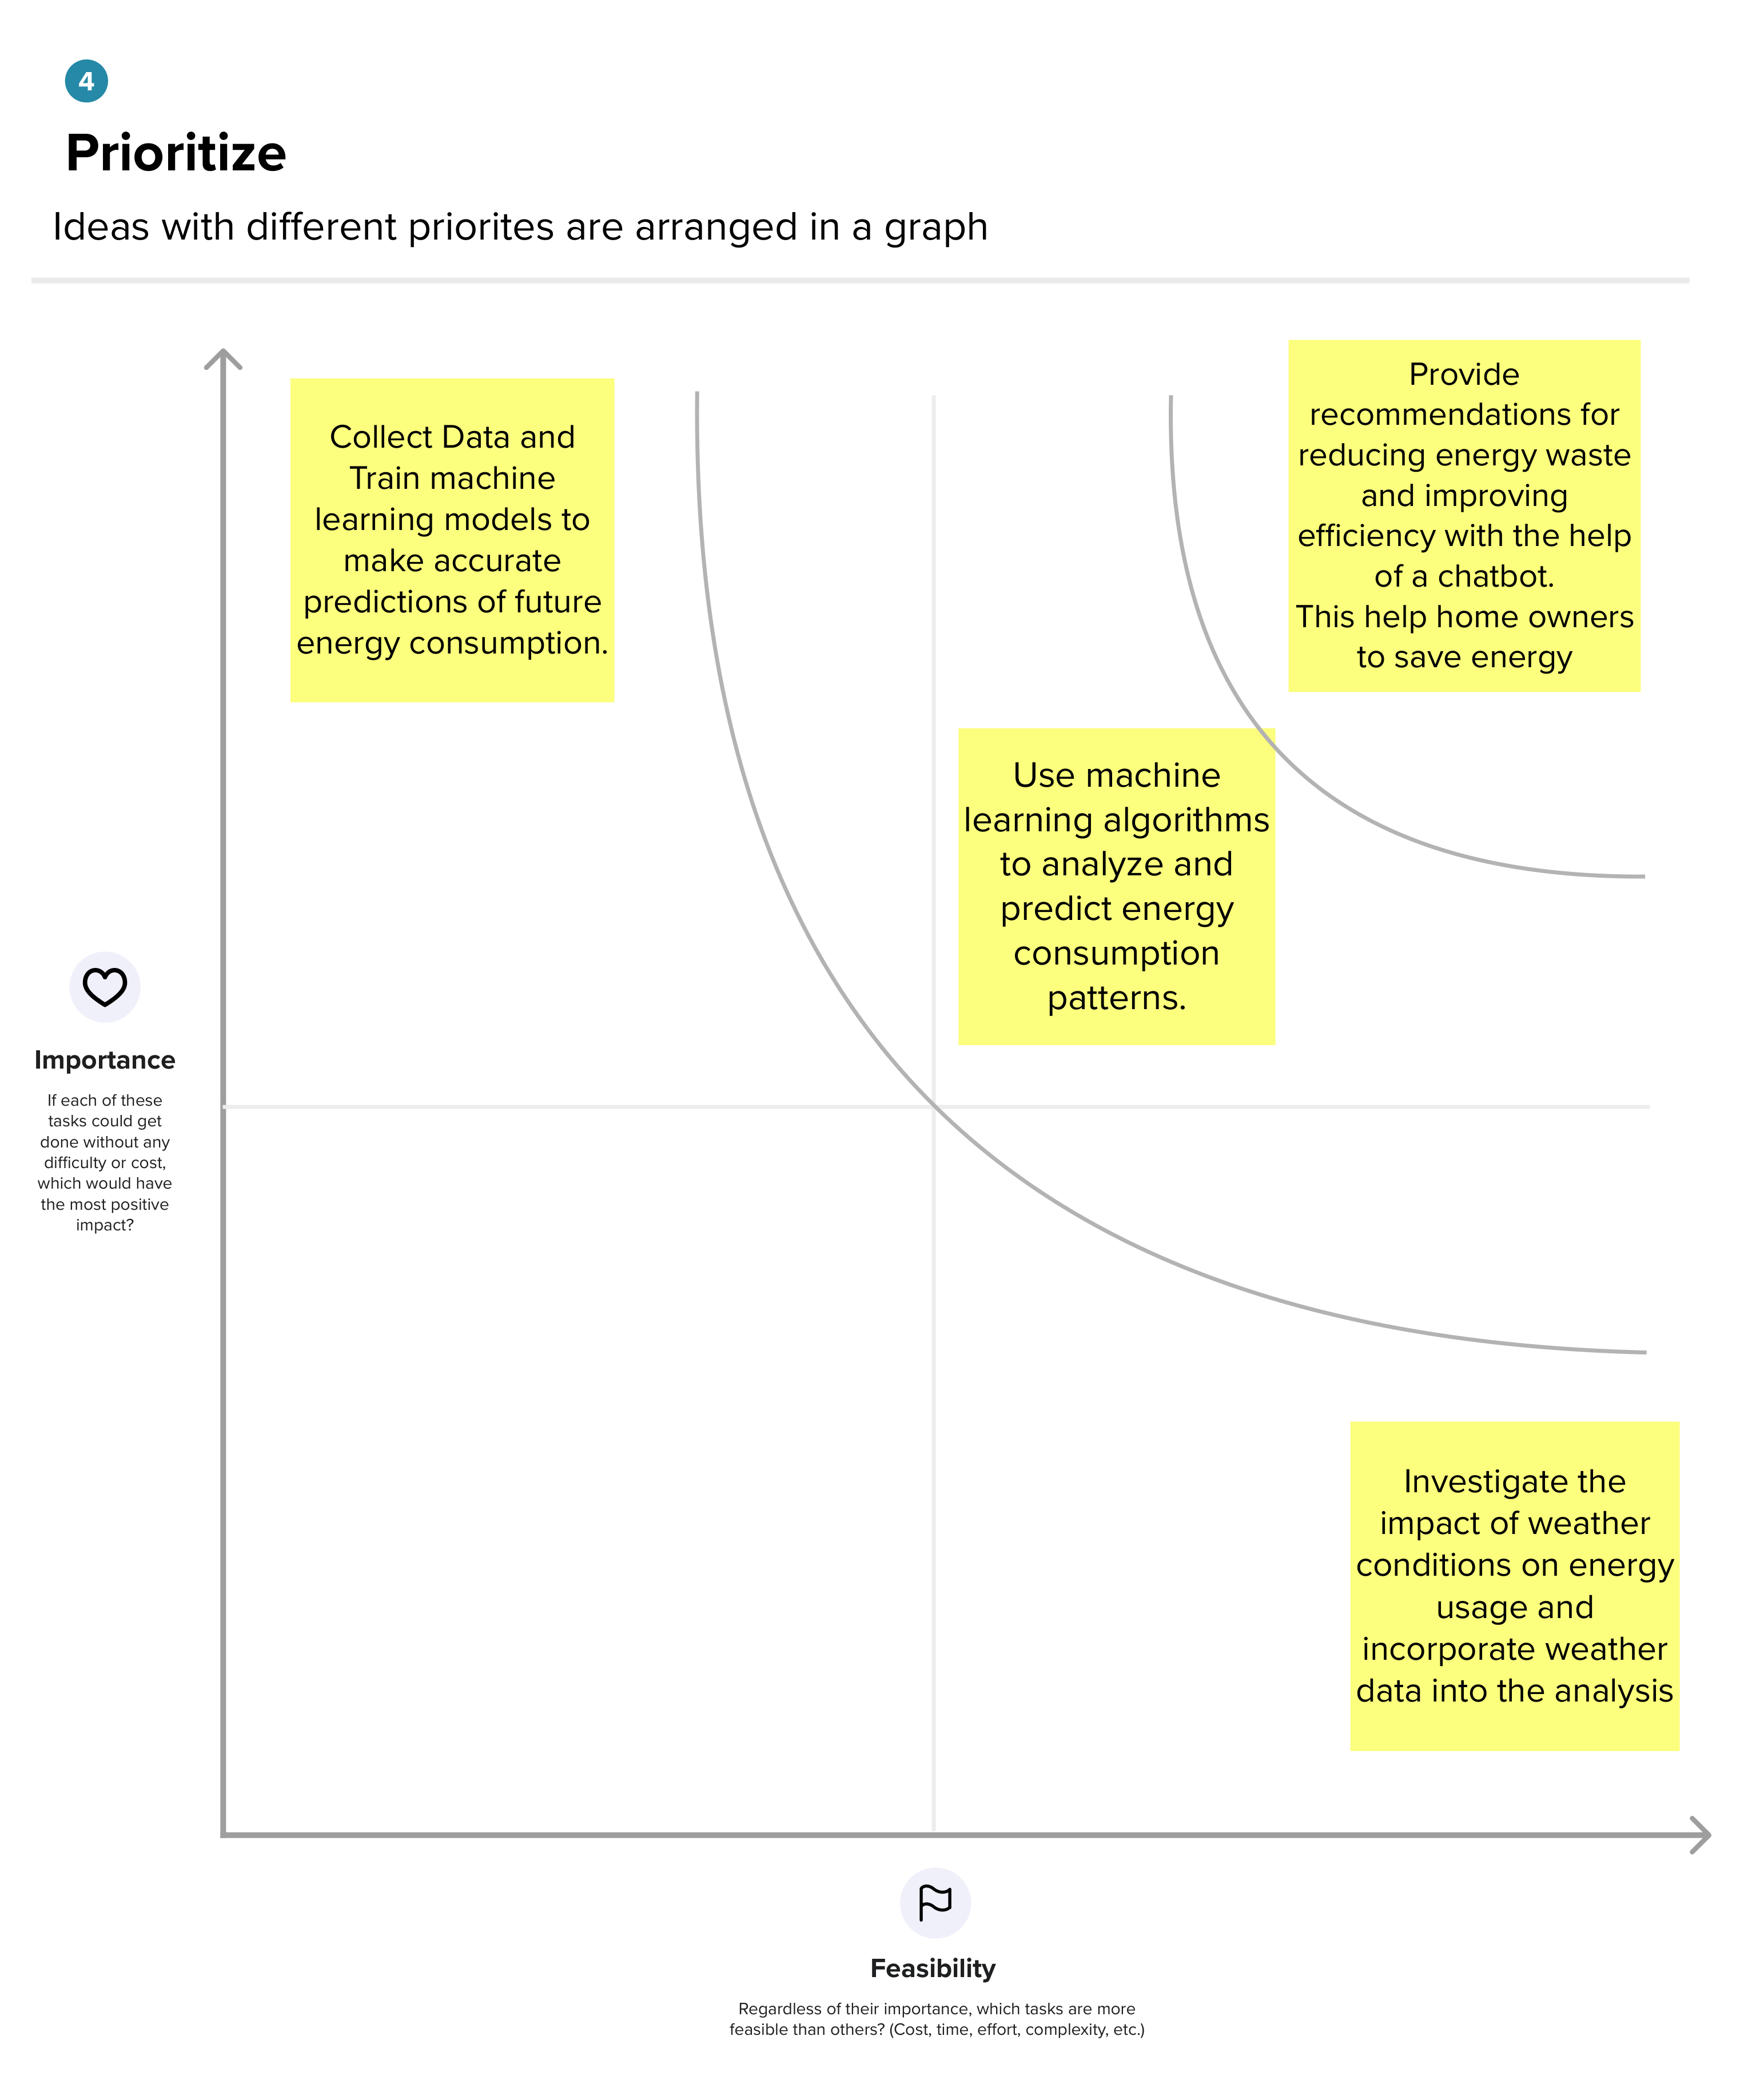 4
Prioritize
Ideas with different priorites are arranged in a graph
Collect Data and
Train machine
learning models to
make accurate
predictions of future
energy consumption.
Provide
recommendations for
reducing energy waste
and improving
efficiency with the help
of a chatbot.
This help home owners
to save energy
Use machine
learning algorithms
to analyze and
predict energy
consumption
patterns.
Importance
If each of these
tasks could get
done without any
difficulty or cost,
which would have
the most positive
impact?
Investigate the
impact of weather
conditions on energy
usage and
incorporate weather
data into the analysis
Feasibility
Regardless of their importance, which tasks are more
feasible than others? (Cost, time, effort, complexity, etc.)